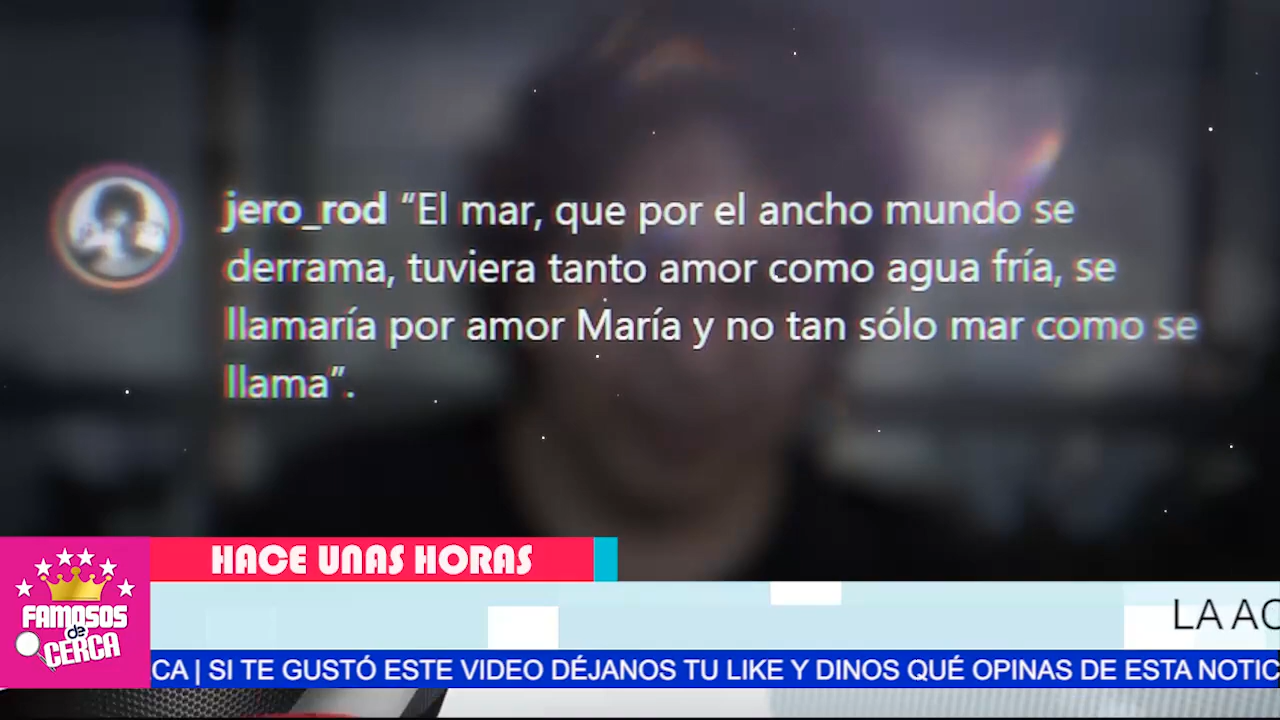 jero_rod “El mar, que por el ancho mundo se
derrama, tuviera tanto amor como agua fría, se
llamaría por amor María y no tan sólo mar como se
llama”.
HACE UNAS HORAS
FAMOSOS
de
CERCA
LA AC
CA | SI TE GUSTÓ ESTE VIDEO DÉJANOS TU LIKE Y DINOS QUÉ OPINAS DE ESTA NOTIC